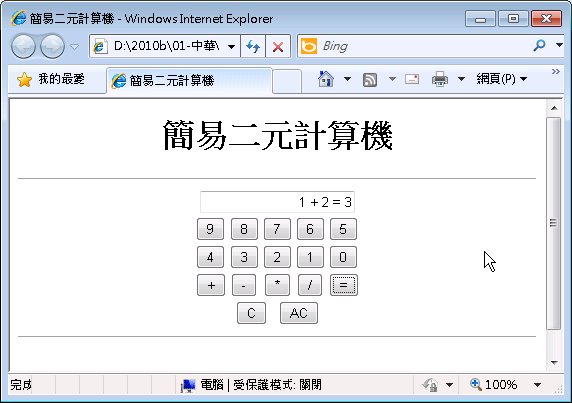 簡易二元計算機 - Windows Internet Explorer
D:\2010b\01-中華\
Bing
我的最愛
簡易二元計算機
網頁(P)
簡易二元計算機
1 + 2 = 3
9 8 7 6 5
4 3 2 1 0
+ - * / =
C AC
完成
電腦 | 受保護模式: 關閉
100%